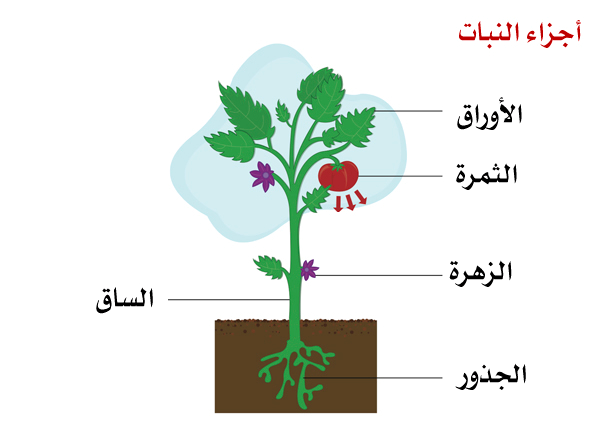 أجزاء النبات
الأوراق
الثمرة
الزهرة
الساق
الجذور